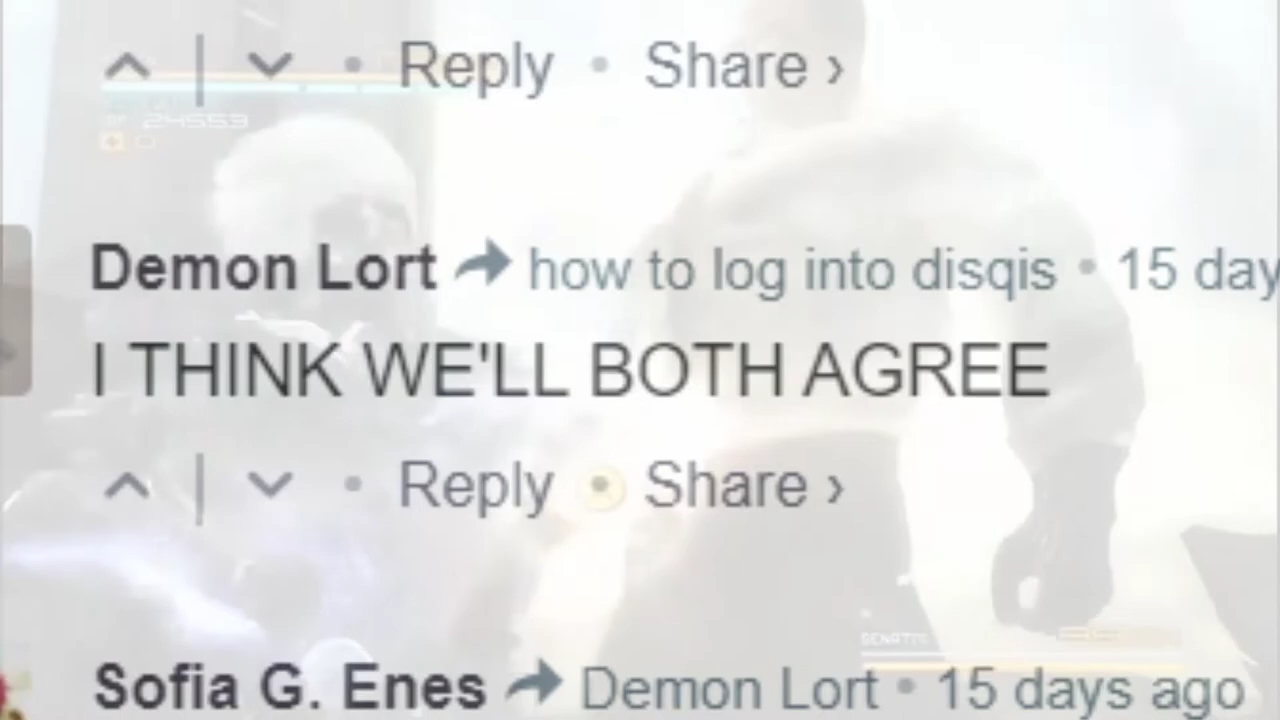 Reply • Share ›
24553
Demon Lort how to log into disqis • 15 day
I THINK WE'LL BOTH AGREE
Reply • Share ›
Sofia G. Enes Demon Lort • 15 days ago